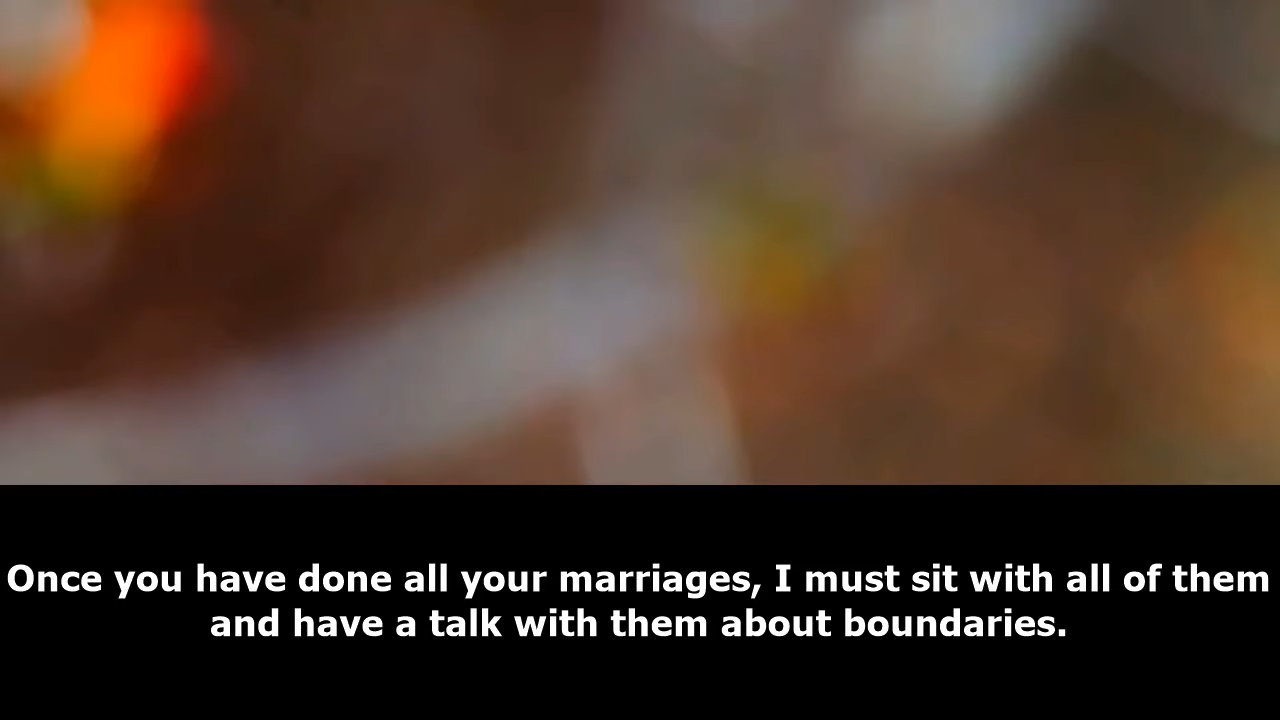 Once you have done all your marriages, I must sit with all of them
and have a talk with them about boundaries.